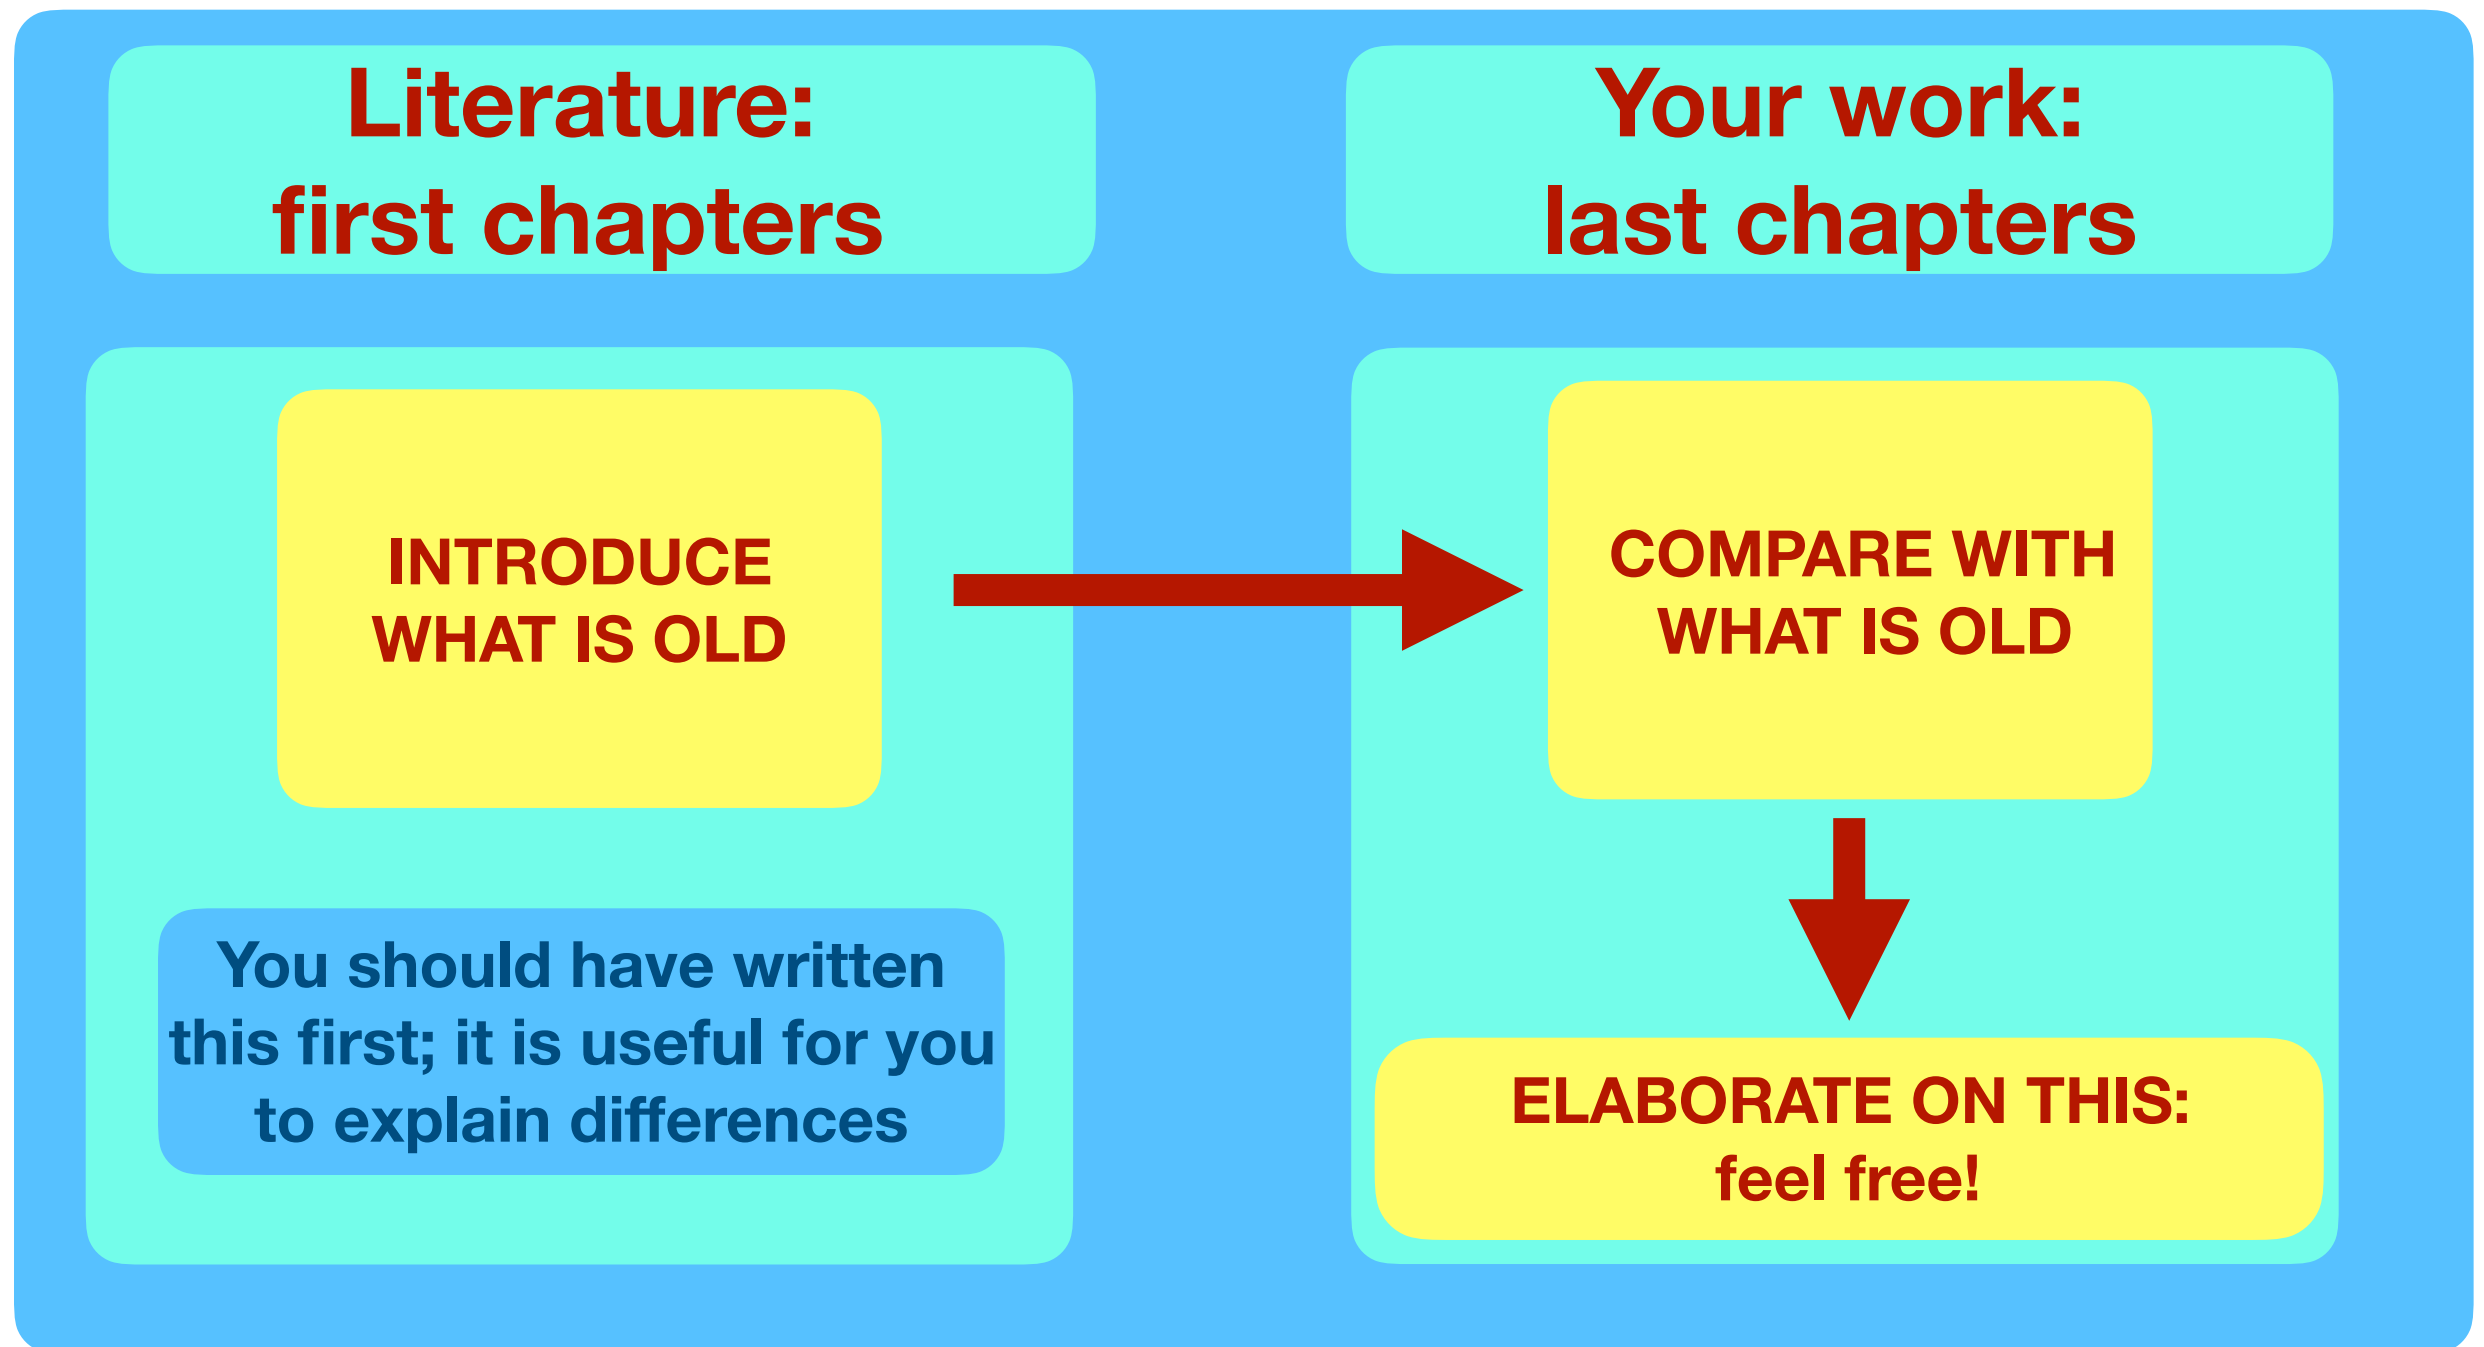 Literature:
first chapters
Your work:
last chapters
INTRODUCE
WHAT IS OLD
You should have written
this first; it is useful for you
to explain differences
COMPARE WITH
WHAT IS OLD
ELABORATE ON THIS:
feel free!